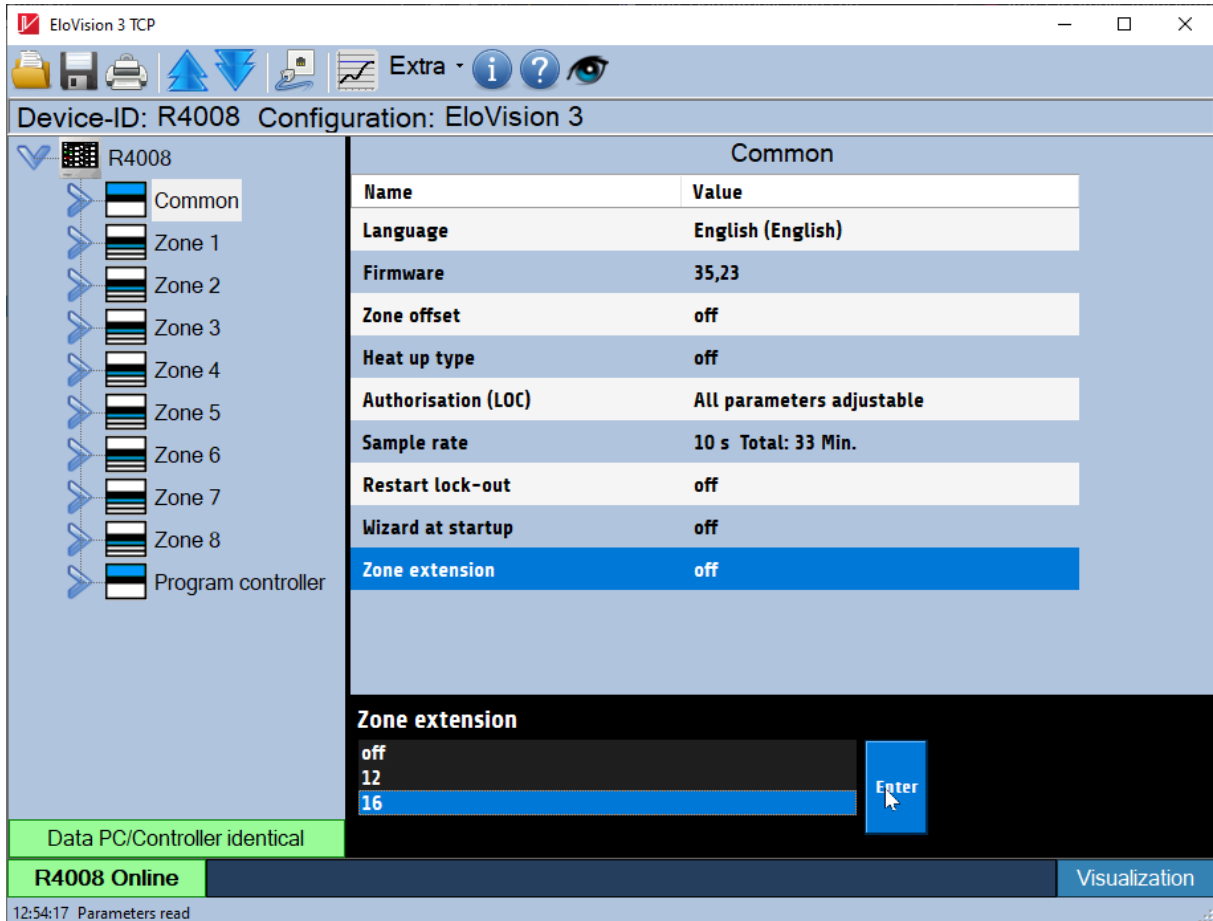 EloVision 3 TCP
Extra
Device-ID: R4008 Configuration: EloVision 3
R4008
Common
Zone 1
Zone 2
Zone 3
Zone 4
Zone 5
Zone 6
Zone 7
Zone 8
Program controller
Common
Name Value
Language English (English)
Firmware 35,23
Zone offset off
Heat up type off
Authorisation (LOC) All parameters adjustable
Sample rate 10 s Total: 33 Min.
Restart lock-out off
Wizard at startup off
Zone extension off
Zone extension
off
12
16
Enter
Data PC/Controller identical
R4008 Online
Visualization
12:54:17 Parameters read